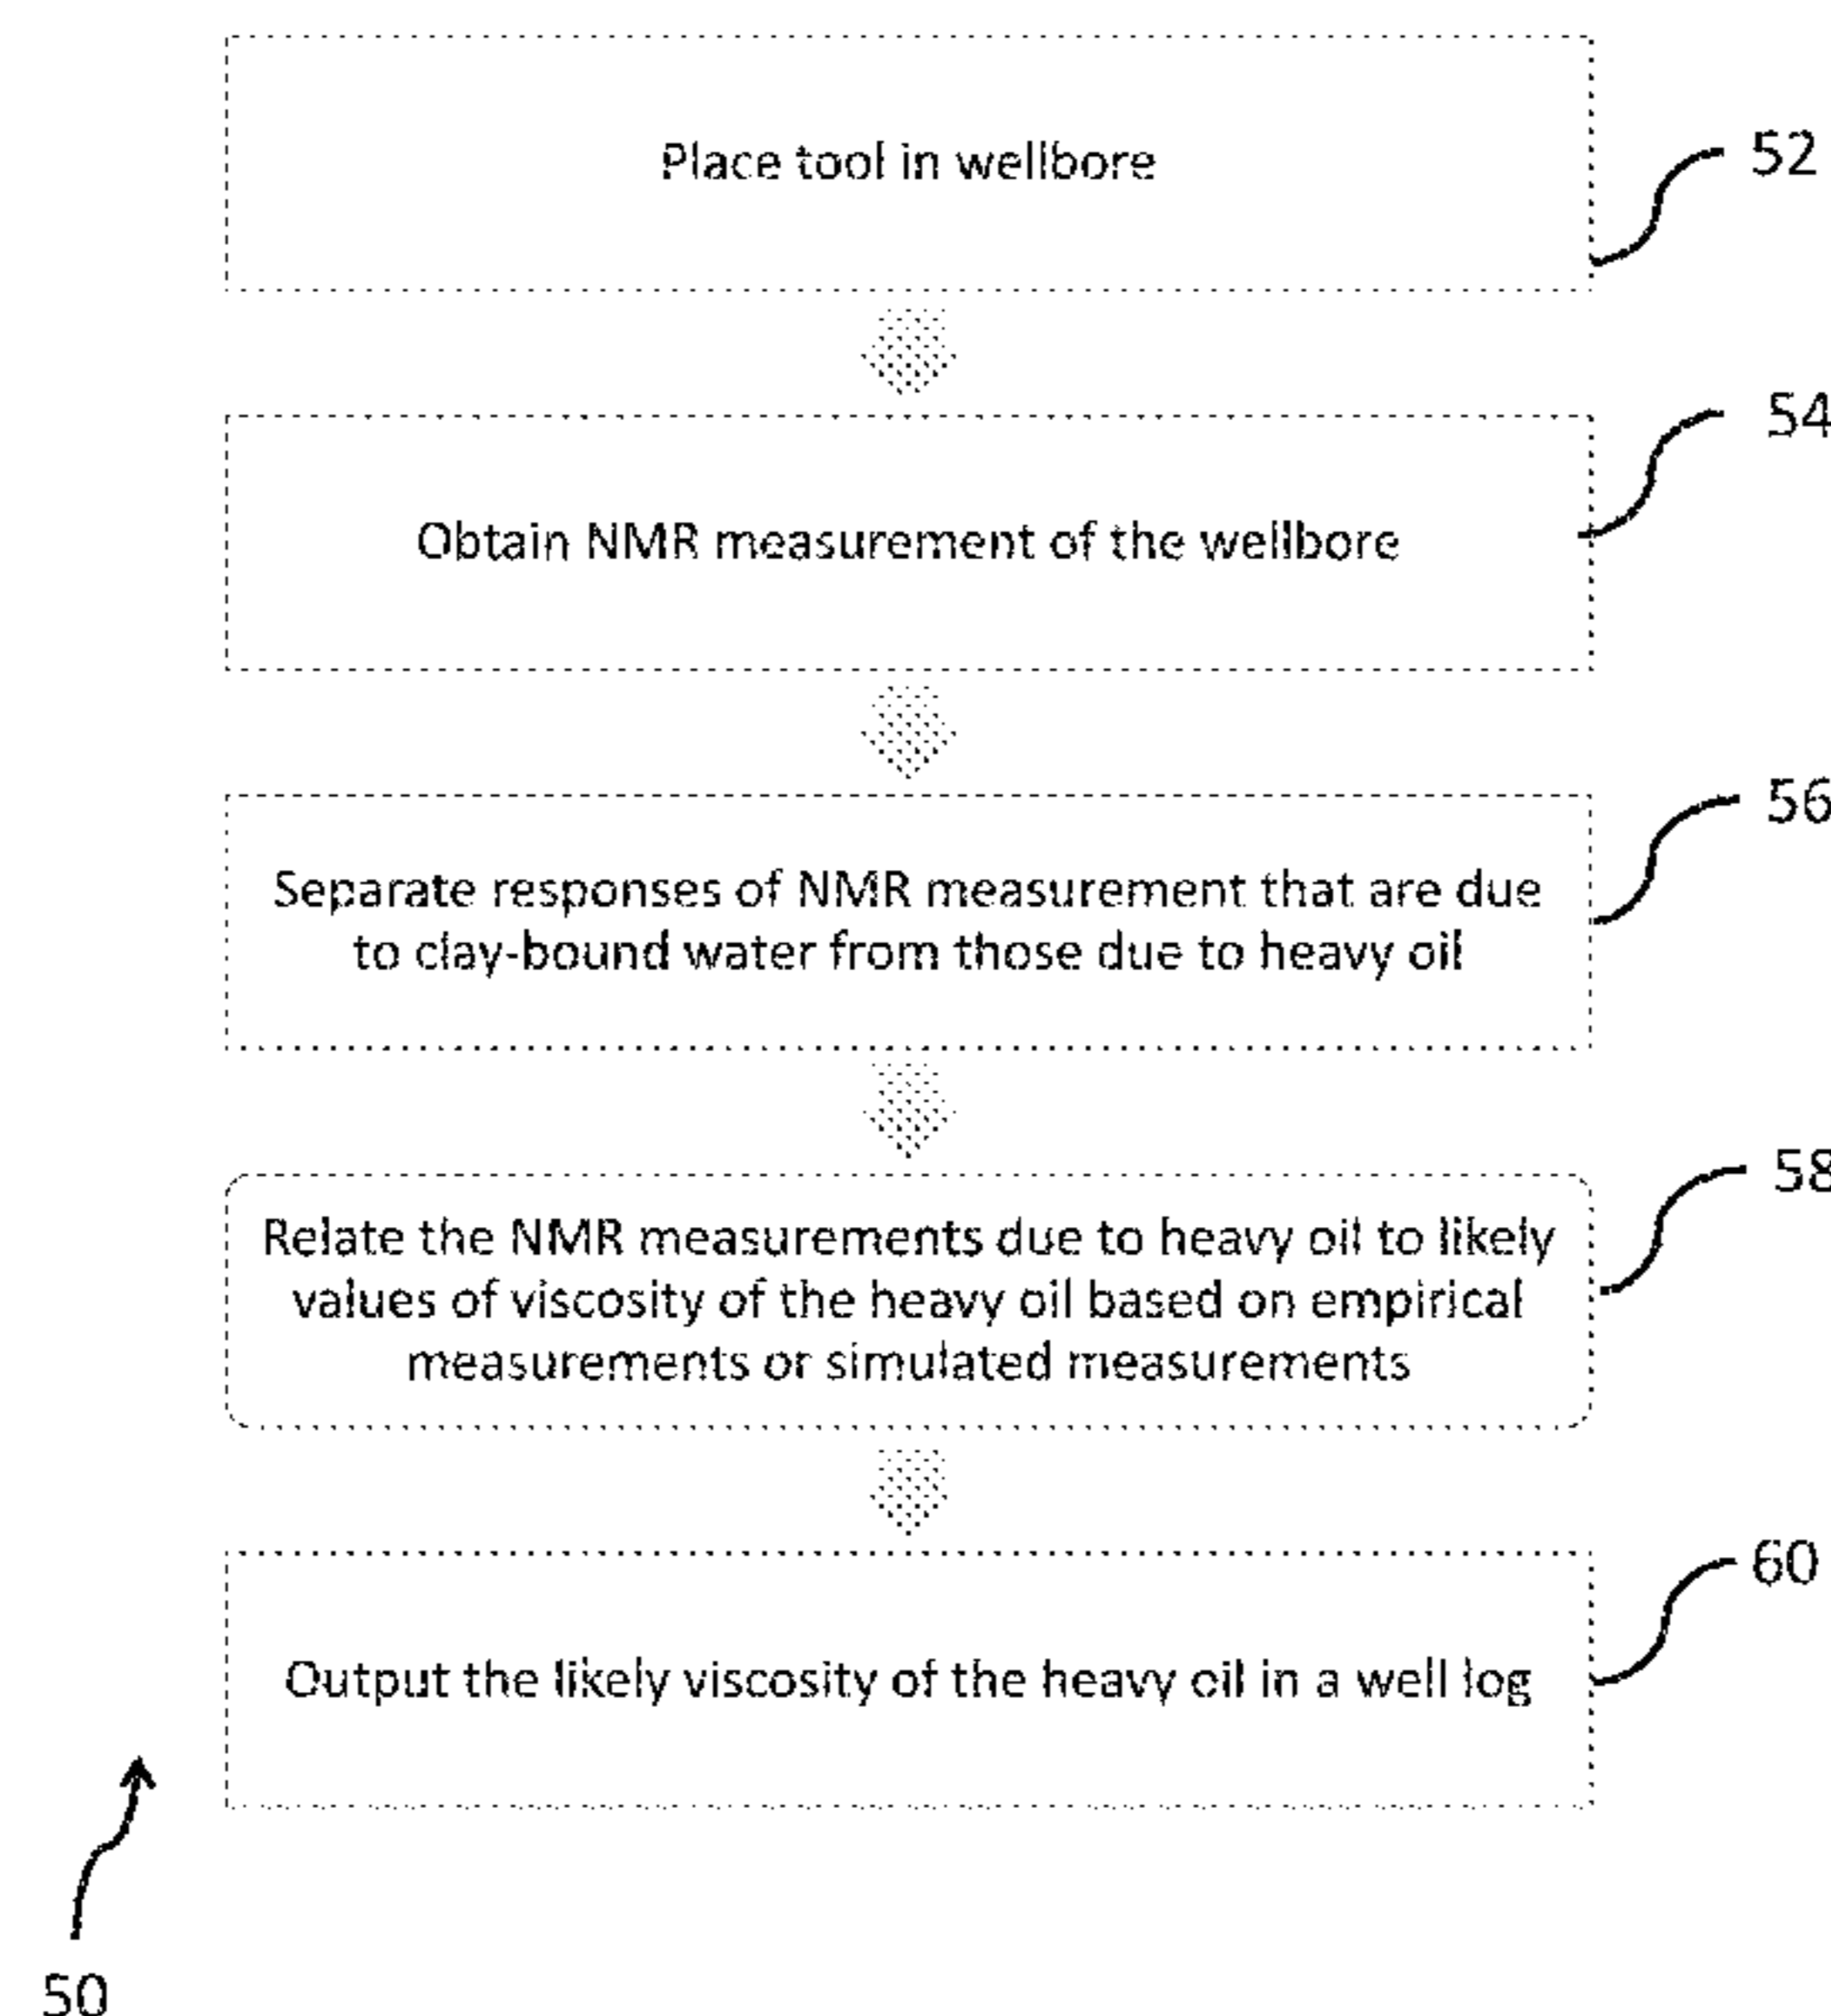 Place tool in wellbore
52
Obtain NMR measurement of the wellbore
54
Separate responses of NMR measurement that are due
to clay-bound water from those due to heavy oil
56
Relate the NMR measurements due to heavy oil to likely
values of viscosity of the heavy oil based on empirical
measurements or simulated measurements
58
Output the likely viscosity of the heavy oil in a well log
60
50